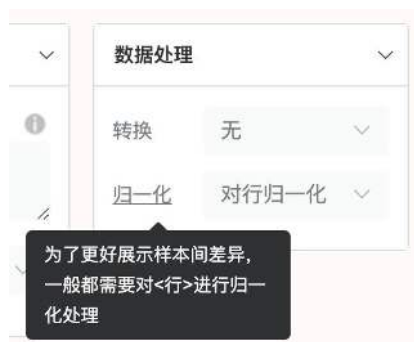 数据处理
转换 无
归一化 对行归一化
为了更好展示样本间差异,
一般都需要对<行>进行归一
化处理